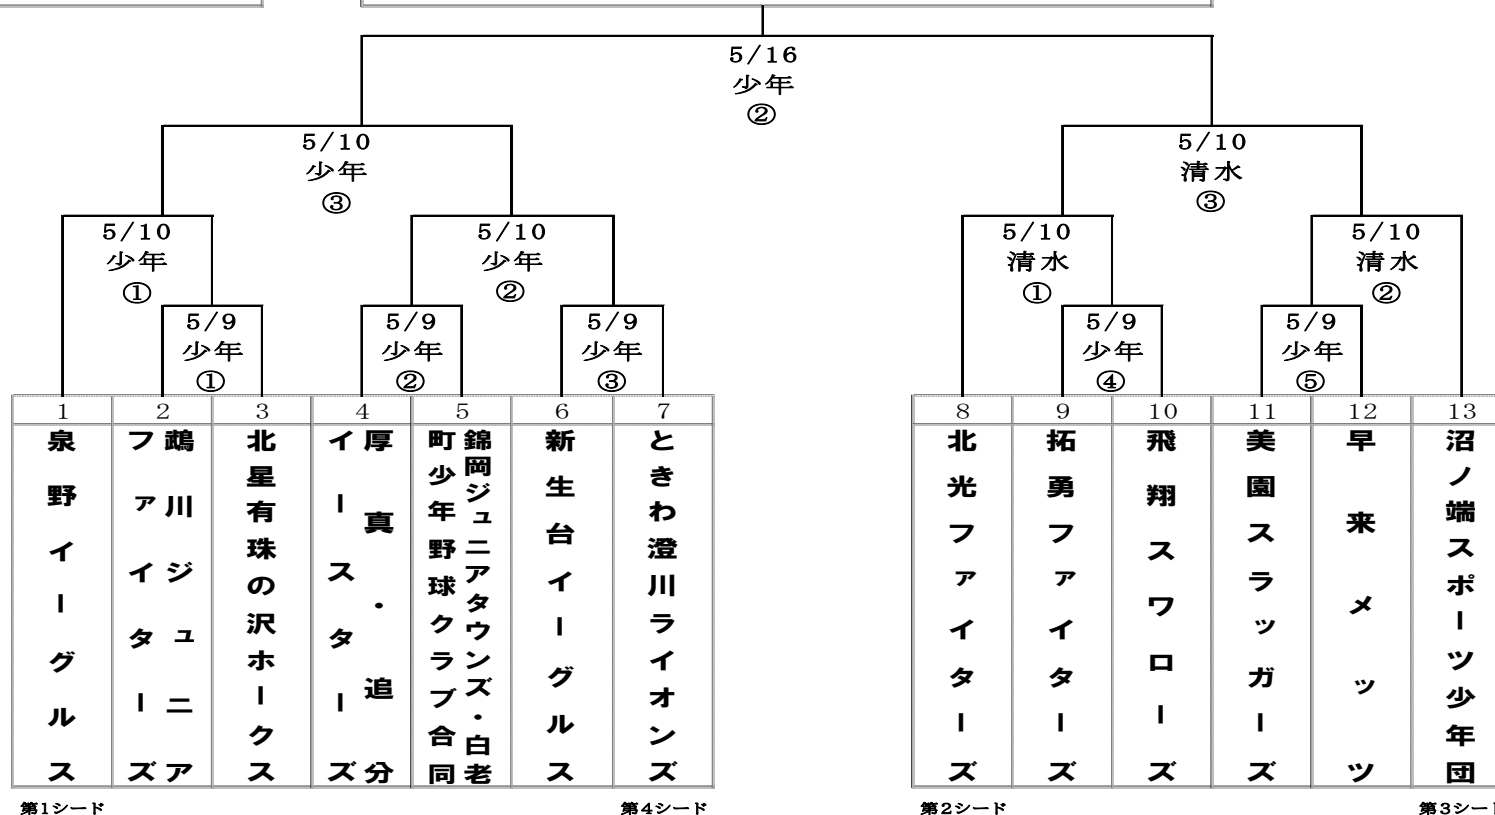 5/16
少年
②
5/10
少年
③
5/10
清水
③
5/10
少年
①
5/10
少年
②
5/10
清水
①
5/10
清水
②
5/9
少年
①
5/9
少年
②
5/9
少年
③
5/9
少年
④
5/9
少年
⑤
1
2
3
4
5
6
7
8
9
10
11
12
13
泉野イーグルス
鵡川ジュニア
ファイターズ
北星有珠の沢ホークス
厚真・追分
イースターズ
錦岡ジュニアタウンズ・白老
町少年野球クラブ合同
新生台イーグルス
ときわ澄川ライオンズ
北光ファイターズ
拓勇ファイターズ
飛翔スワローズ
美園スラッガーズ
早来メッツ
沼ノ端スポーツ少年団
第1シード
第4シード
第2シード
第3シード